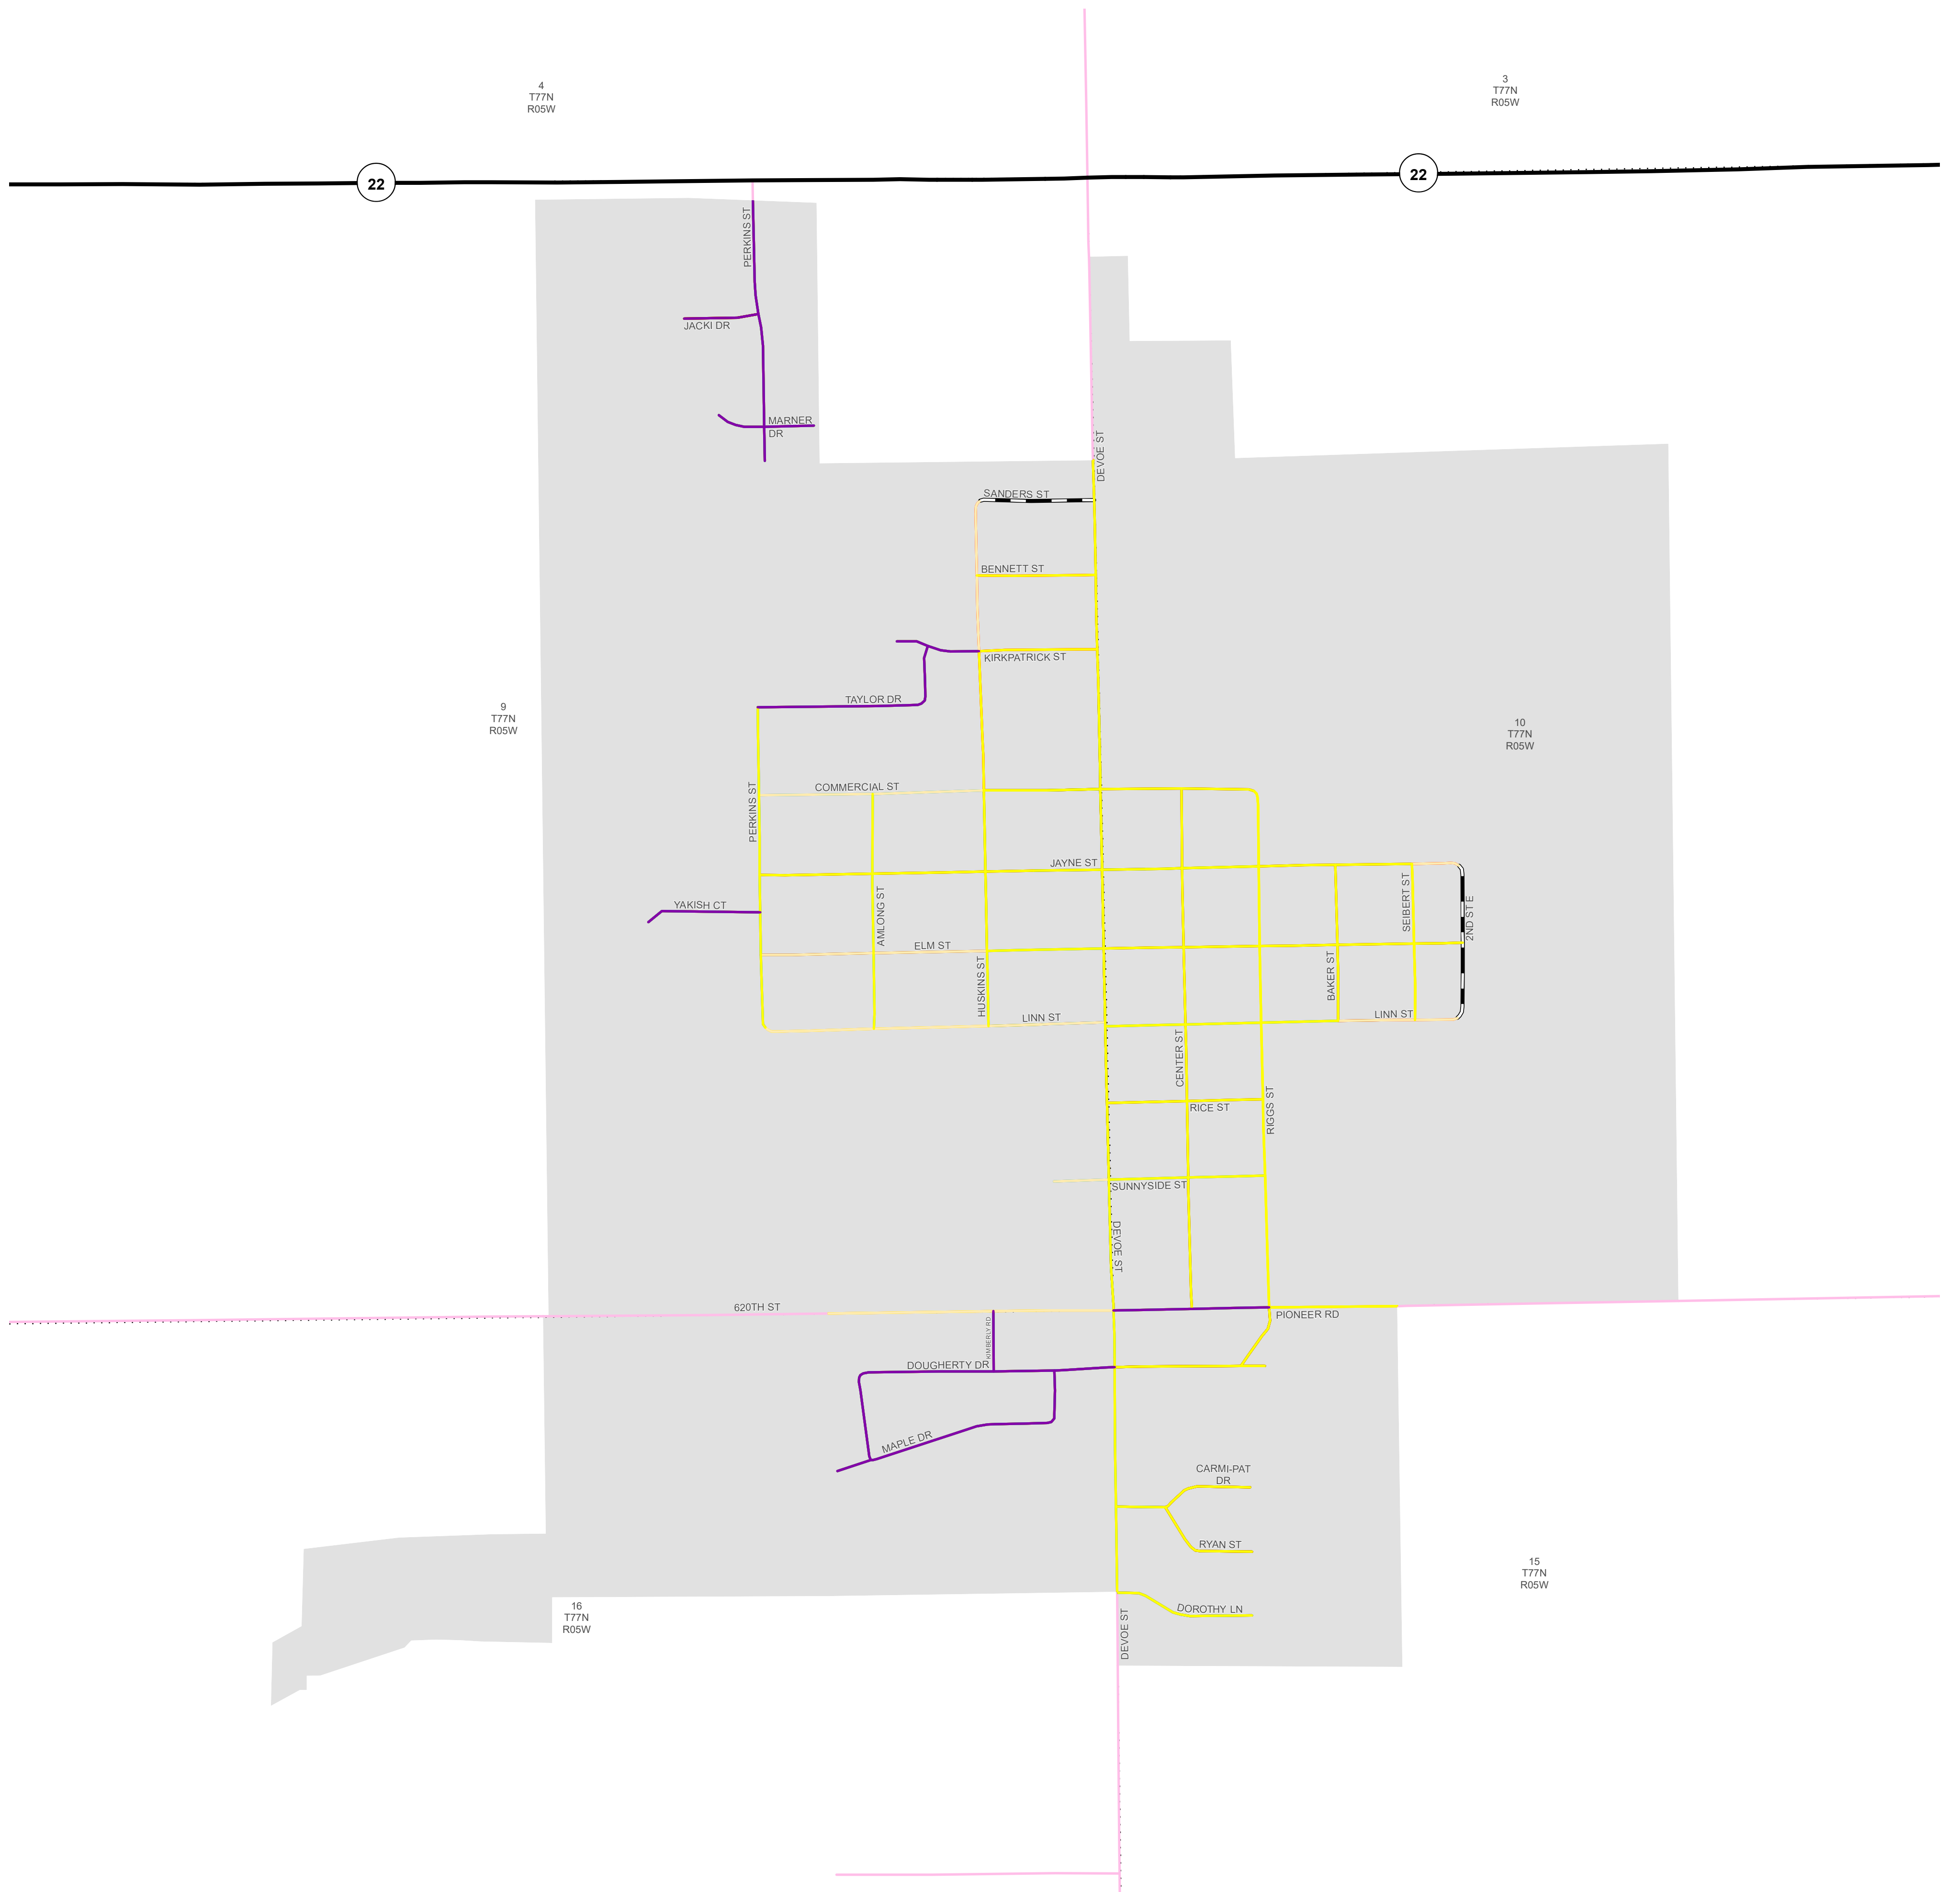 4
T77N
R05W
3
T77N
R05W
22
22
PERKINS ST
JACKI DR
MARNER
DR
DEVOE ST
SANDERS ST
BENNETT ST
KIRKPATRICK ST
TAYLOR DR
9
T77N
R05W
10
T77N
R05W
COMMERCIAL ST
PERKINS ST
JAYNE ST
YAKISH CT
AMLONG ST
SEIBERT ST
2ND ST E
ELM ST
HUSKINS ST
BAKER ST
LINN ST
LINN ST
CENTER ST
RICE ST
RIGGS ST
SUNNYSIDE ST
DEVOE ST
620TH ST
PIONEER RD
KIMBERLY RD
DOUGHERTY DR
MAPLE DR
CARMI-PAT
DR
RYAN ST
15
T77N
R05W
16
T77N
R05W
DOROTHY LN
DEVOE ST